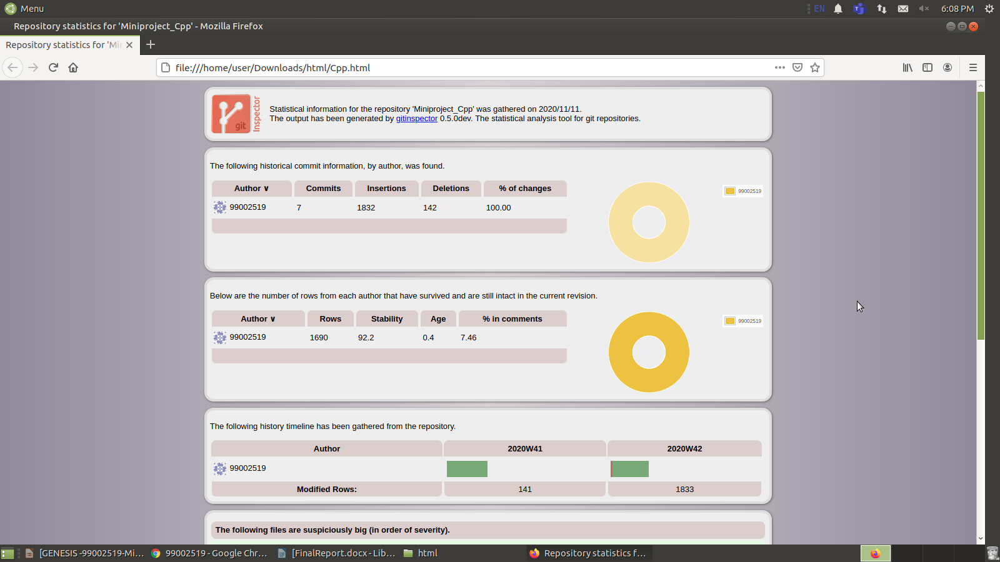 Menu
EN
6:08 PM
Repository statistics for 'Miniproject_Cpp' - Mozilla Firefox
Repository statistics for 'Mi
file:///home/user/Downloads/html/Cpp.html
git
Inspector
Statistical information for the repository 'Miniproject_Cpp' was gathered on 2020/11/11.
The output has been generated by gitinspector 0.5.0dev. The statistical analysis tool for git repositories.
The following historical commit information, by author, was found.
Author ∨ Commits Insertions Deletions % of changes
99002519 7 1832 142 100.00
99002519
Below are the number of rows from each author that have survived and are still intact in the current revision.
Author ∨ Rows Stability Age % in comments
99002519 1690 92.2 0.4 7.46
99002519
The following history timeline has been gathered from the repository.
Author 2020W41 2020W42
99002519
Modified Rows: 141 1833
The following files are suspiciously big (in order of severity).
[GENESIS -99002519-Mi... 99002519 - Google Chr... [FinalReport.docx - Lib... html Repository statistics f...